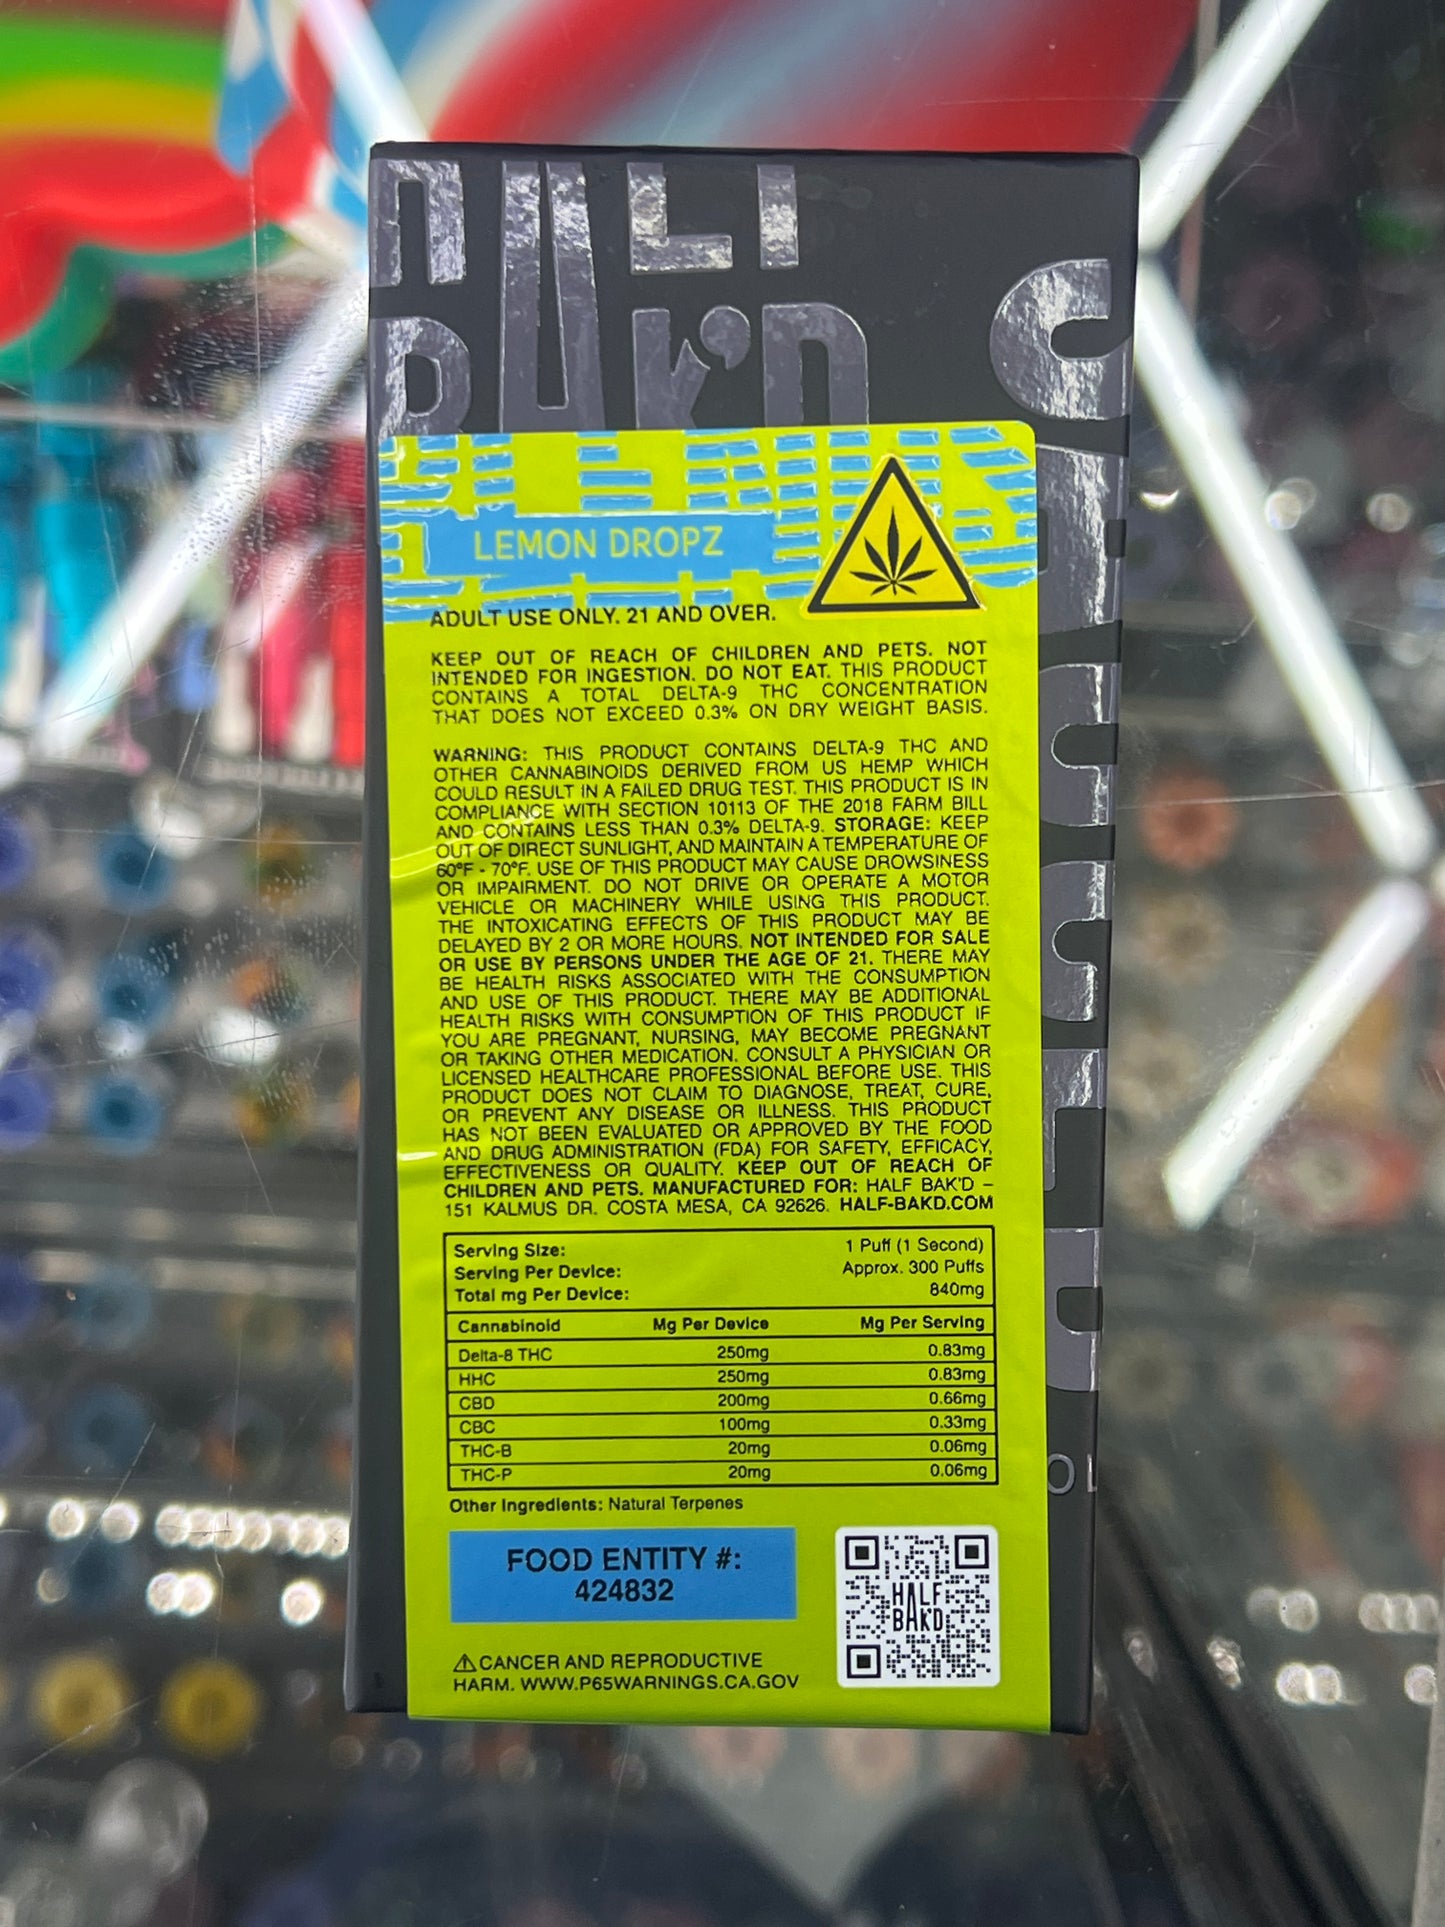 HALF
BAK'D
LEMON DROPZ
ADULT USE ONLY. 21 AND OVER.
KEEP OUT OF REACH OF CHILDREN AND PETS. NOT
INTENDED FOR INGESTION. DO NOT EAT. THIS PRODUCT
CONTAINS A TOTAL DELTA-9 THC CONCENTRATION
THAT DOES NOT EXCEED 0.3% ON DRY WEIGHT BASIS.
WARNING: THIS PRODUCT CONTAINS DELTA-9 THC AND
OTHER CANNABINOIDS DERIVED FROM US HEMP WHICH
COULD RESULT IN A FAILED DRUG TEST. THIS PRODUCT IS IN
COMPLIANCE WITH SECTION 10113 OF THE 2018 FARM BILL
AND CONTAINS LESS THAN 0.3% DELTA-9. STORAGE: KEEP
OUT OF DIRECT SUNLIGHT, AND MAINTAIN A TEMPERATURE OF
60°F - 70°F. USE OF THIS PRODUCT MAY CAUSE DROWSINESS
OR IMPAIRMENT. DO NOT DRIVE OR OPERATE A MOTOR
VEHICLE OR MACHINERY WHILE USING THIS PRODUCT.
THE INTOXICATING EFFECTS OF THIS PRODUCT MAY BE
DELAYED BY 2 OR MORE HOURS. NOT INTENDED FOR SALE
OR USE BY PERSONS UNDER THE AGE OF 21. THERE MAY
BE HEALTH RISKS ASSOCIATED WITH THE CONSUMPTION
AND USE OF THIS PRODUCT. THERE MAY BE ADDITIONAL
HEALTH RISKS WITH CONSUMPTION OF THIS PRODUCT IF
YOU ARE PREGNANT, NURSING, MAY BECOME PREGNANT
OR TAKING OTHER MEDICATION. CONSULT A PHYSICIAN OR
LICENSED HEALTHCARE PROFESSIONAL BEFORE USE. THIS
PRODUCT DOES NOT CLAIM TO DIAGNOSE, TREAT, CURE,
OR PREVENT ANY DISEASE OR ILLNESS. THIS PRODUCT
HAS NOT BEEN EVALUATED OR APPROVED BY THE FOOD
AND DRUG ADMINISTRATION (FDA) FOR SAFETY, EFFICACY,
EFFECTIVENESS OR QUALITY. KEEP OUT OF REACH OF
CHILDREN AND PETS. MANUFACTURED FOR: HALF BAK'D –
151 KALMUS DR. COSTA MESA, CA 92626. HALF-BAKD.COM
Serving Size: 1 Puff (1 Second)
Serving Per Device: Approx. 300 Puffs
Total mg Per Device: 840mg
Cannabinoid Mg Per Device Mg Per Serving
Delta-8 THC 250mg 0.83mg
HHC 250mg 0.83mg
CBD 200mg 0.66mg
CBC 100mg 0.33mg
THC-B 20mg 0.06mg
THC-P 20mg 0.06mg
Other Ingredients: Natural Terpenes
FOOD ENTITY #:
424832
HALF
BAKD
⚠CANCER AND REPRODUCTIVE
HARM. WWW.P65WARNINGS.CA.GOV